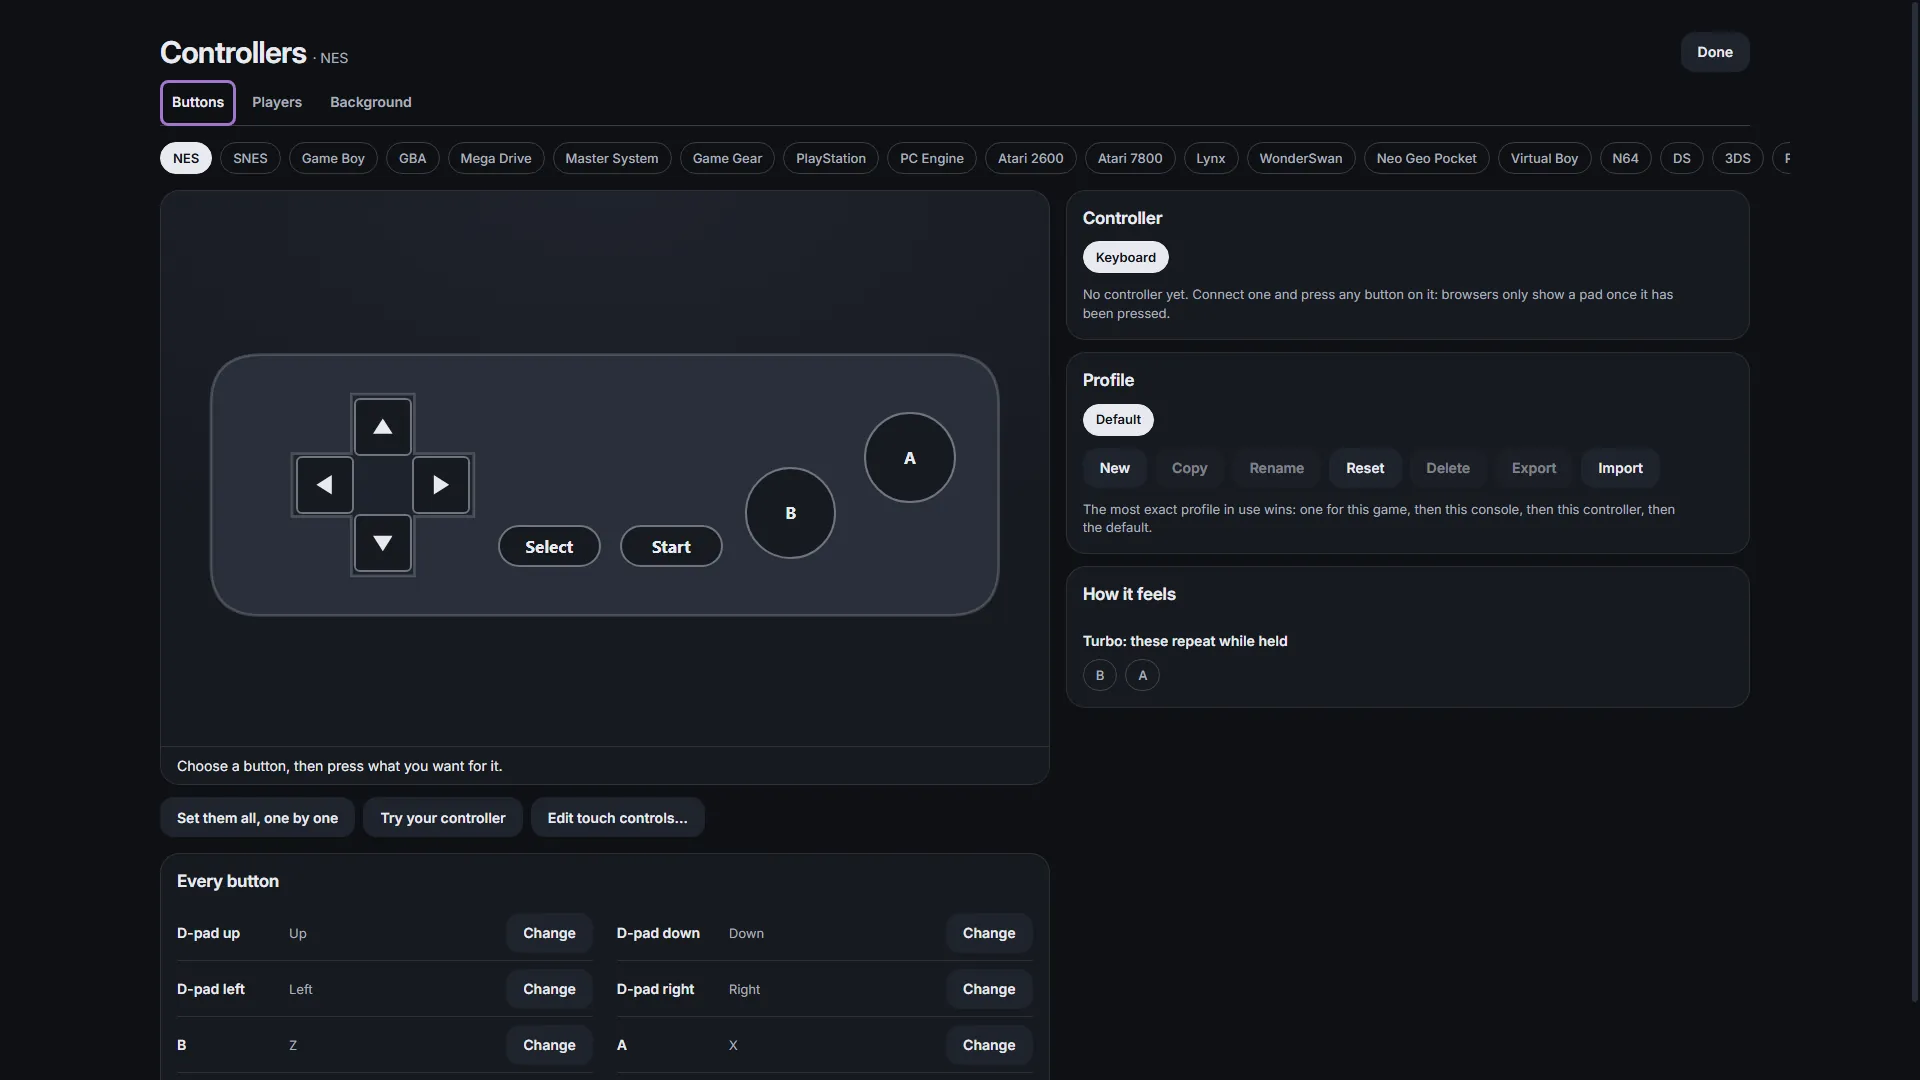 Controllers · NES
Done
Buttons
Players
Background
NES
SNES
Game Boy
GBA
Mega Drive
Master System
Game Gear
PlayStation
PC Engine
Atari 2600
Atari 7800
Lynx
WonderSwan
Neo Geo Pocket
Virtual Boy
N64
DS
3DS
A
B
Select
Start
Choose a button, then press what you want for it.
Set them all, one by one
Try your controller
Edit touch controls...
Every button
D-pad up
Up
Change
D-pad down
Down
Change
D-pad left
Left
Change
D-pad right
Right
Change
B
Z
Change
A
X
Change
Controller
Keyboard
No controller yet. Connect one and press any button on it: browsers only show a pad once it has
been pressed.
Profile
Default
New
Copy
Rename
Reset
Delete
Export
Import
The most exact profile in use wins: one for this game, then this console, then this controller, then
the default.
How it feels
Turbo: these repeat while held
B
A